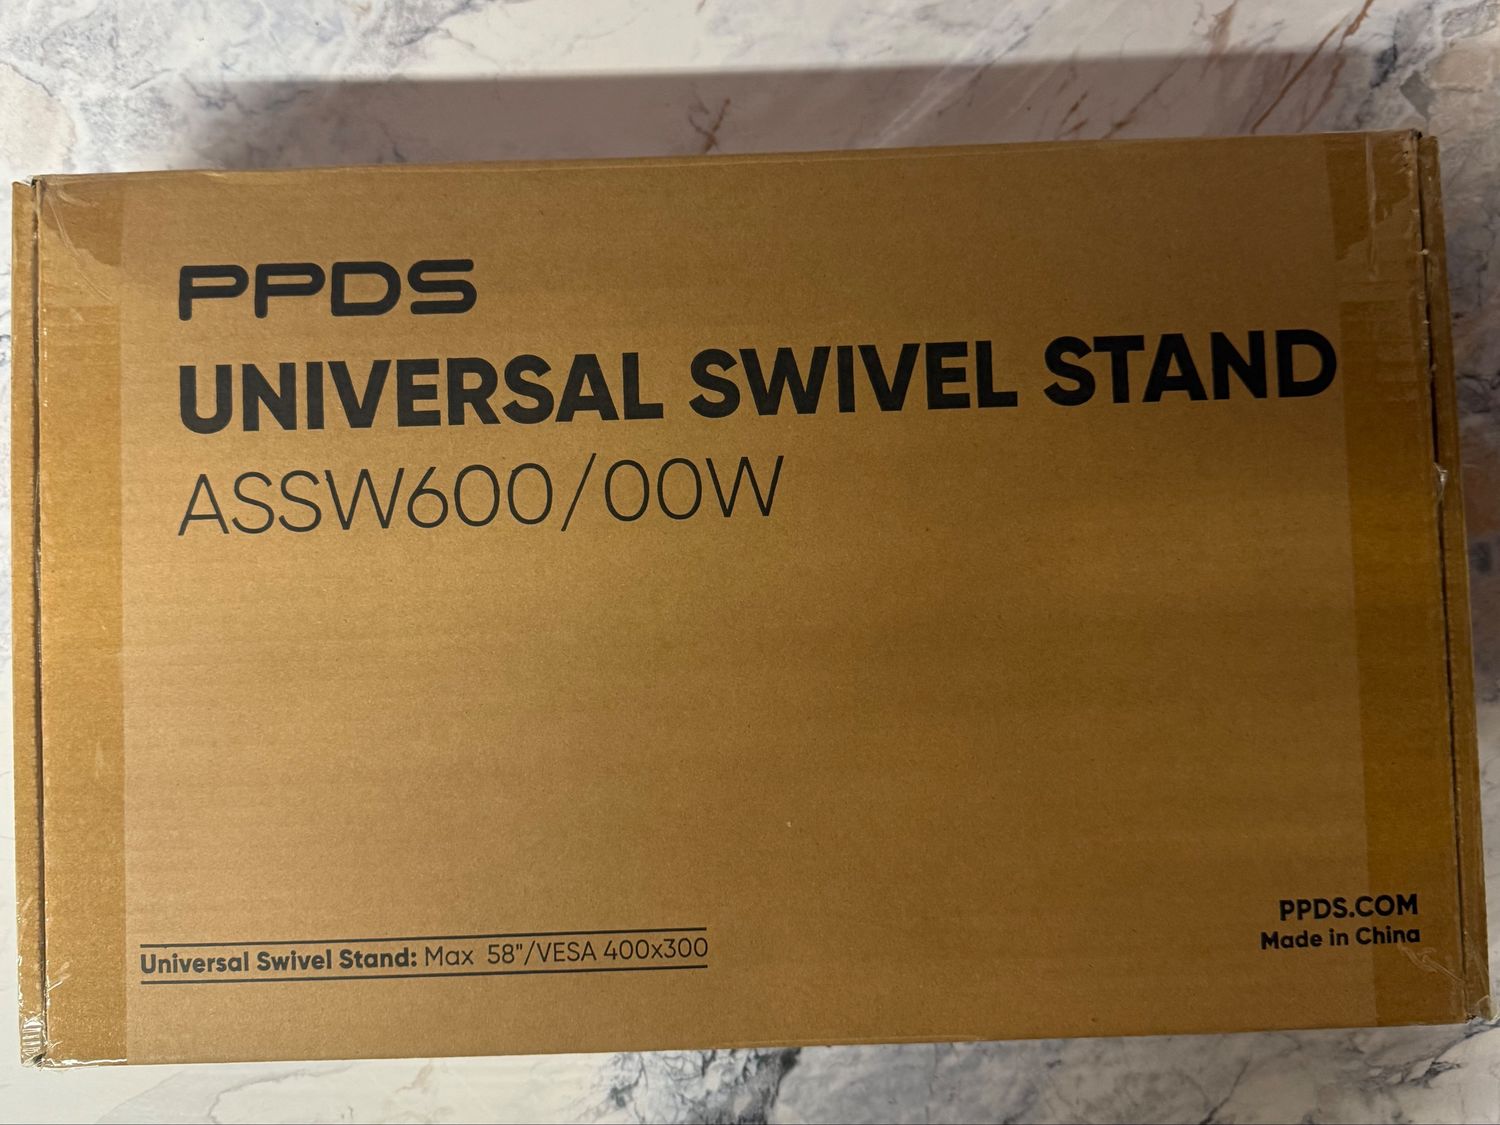 PPDS
UNIVERSAL SWIVEL STAND
ASSW600/00W
Universal Swivel Stand: Max 58"/VESA 400x300
PPDS.COM
Made in China